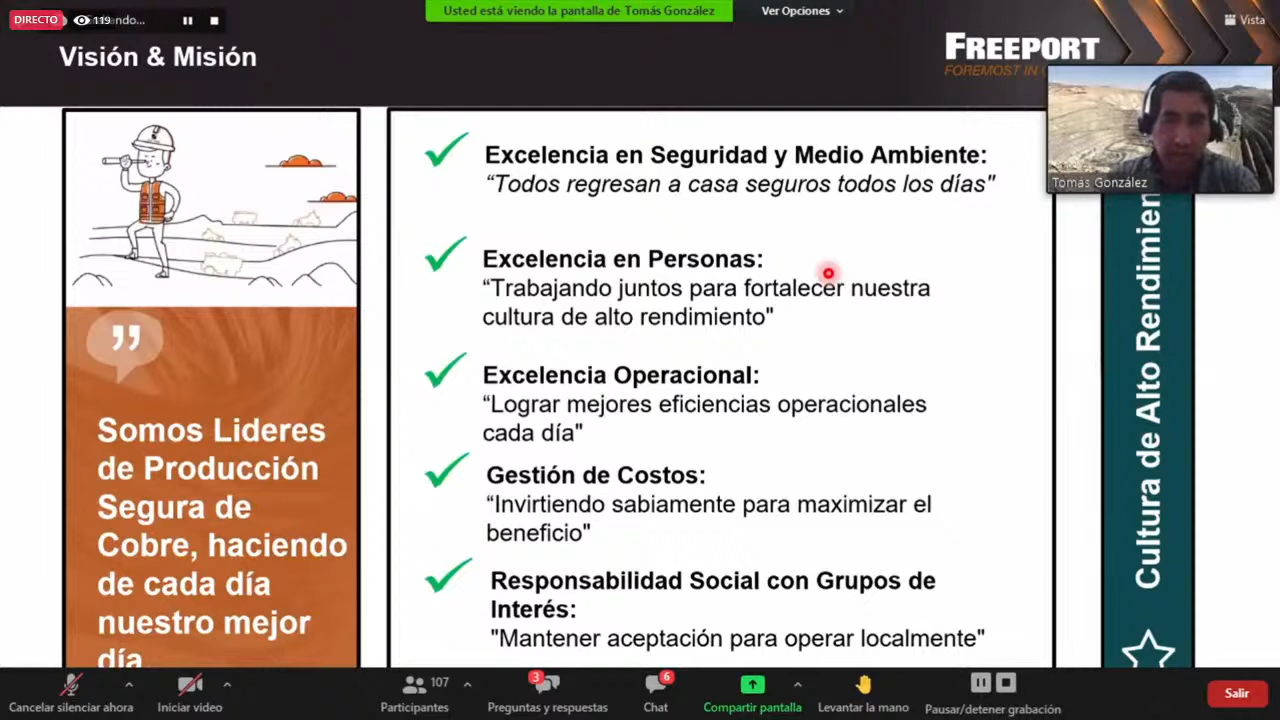 DIRECTO 119 ando...
Usted está viendo la pantalla de Tomás González
Ver Opciones
Vista
Visión & Misión
FREEPORT
FOREMOST IN
Tomás González
Excelencia en Seguridad y Medio Ambiente:
“Todos regresan a casa seguros todos los días"
Excelencia en Personas:
“Trabajando juntos para fortalecer nuestra
cultura de alto rendimiento"
Excelencia Operacional:
“Lograr mejores eficiencias operacionales
cada día"
Gestión de Costos:
“Invirtiendo sabiamente para maximizar el
beneficio"
Responsabilidad Social con Grupos de
Interés:
"Mantener aceptación para operar localmente"
”
Somos Lideres
de Producción
Segura de
Cobre, haciendo
de cada día
nuestro mejor
día
Cultura de Alto Rendimien
Cancelar silenciar ahora
Iniciar video
107
Participantes
3
Preguntas y respuestas
6
Chat
Compartir pantalla
Levantar la mano
Pausar/detener grabación
Salir